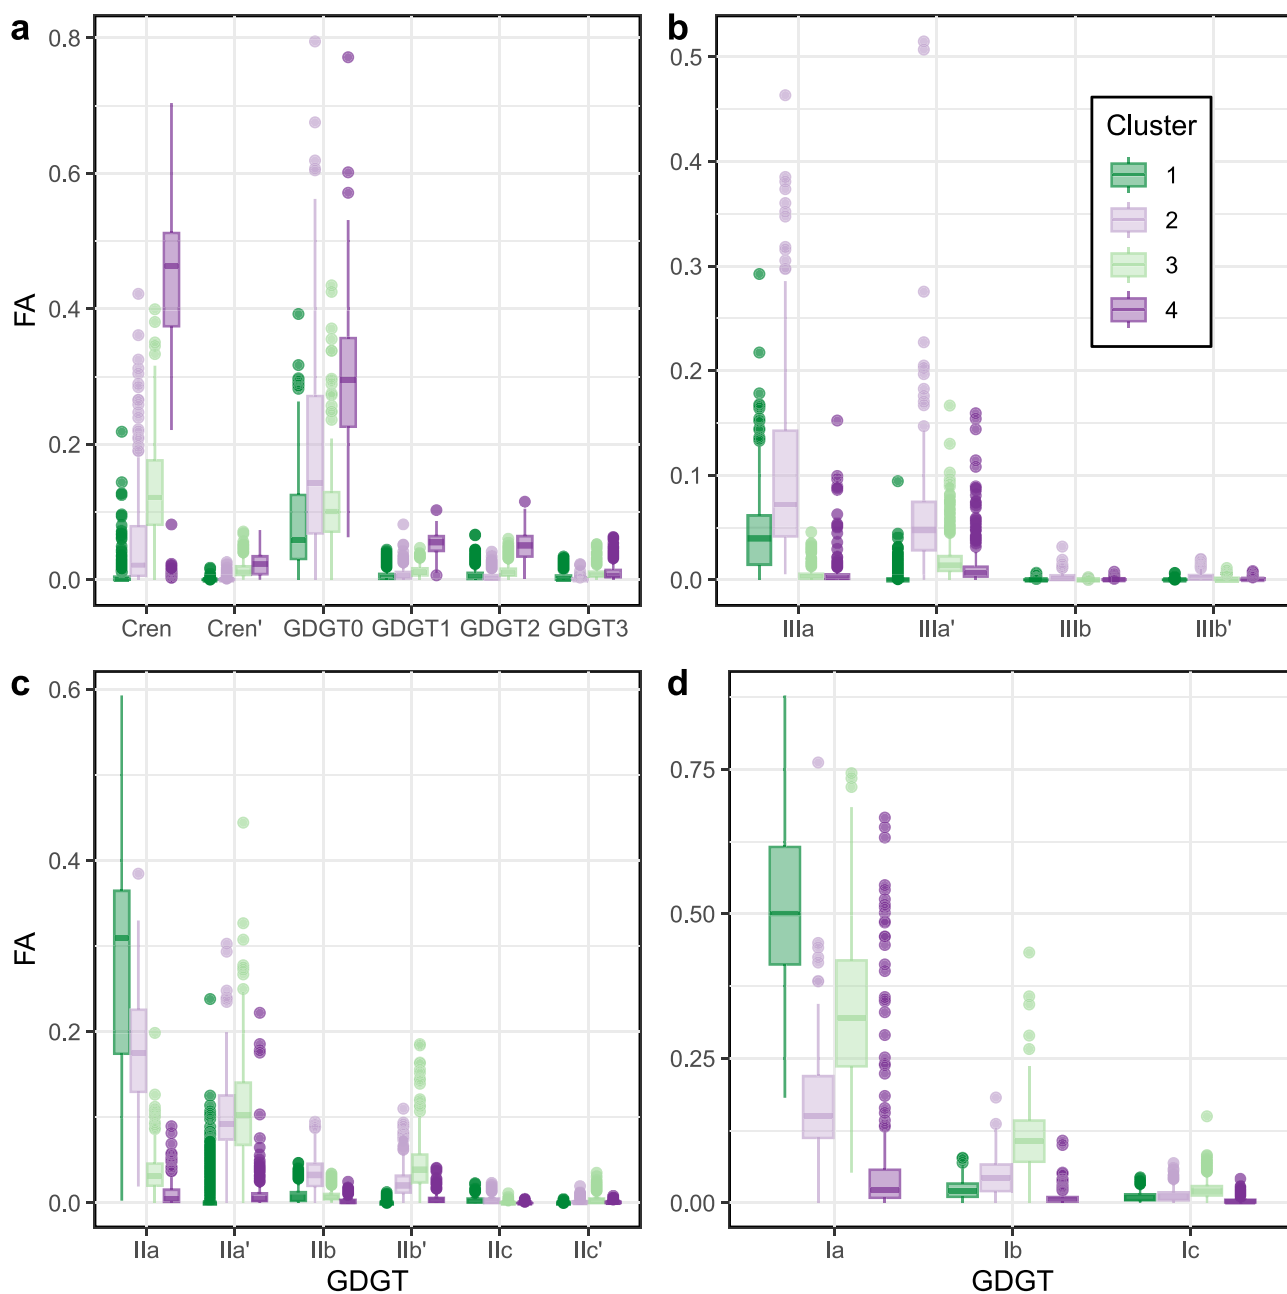 a
0.8
0.6
0.4
0.2
0.0
FA
Cren Cren' GDGT0 GDGT1 GDGT2 GDGT3
b
0.5
0.4
0.3
0.2
0.1
0.0
Cluster
1
2
3
4
IIIa IIIa' IIIb IIIb'
c
0.6
0.4
0.2
0.0
FA
IIa IIa' IIb IIb' IIc IIc'
GDGT
d
0.75
0.50
0.25
0.00
Ia Ib Ic
GDGT